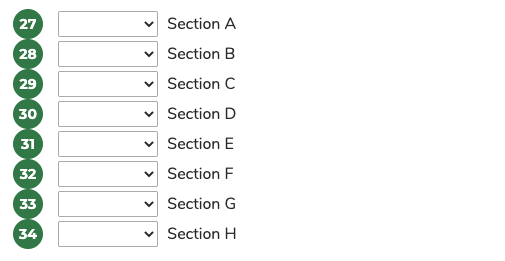 27 Section A
28 Section B
29 Section C
30 Section D
31 Section E
32 Section F
33 Section G
34 Section H